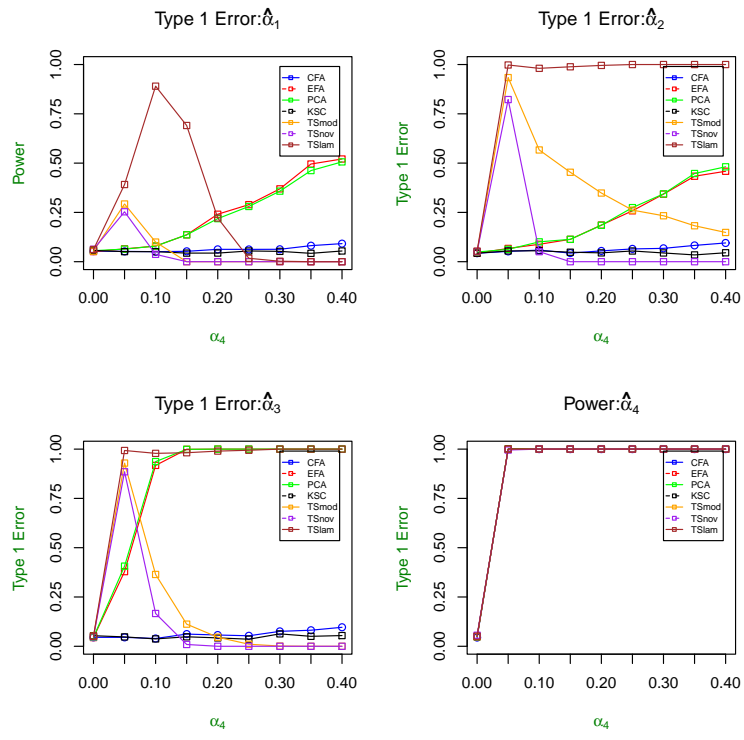 Type 1 Error:α̂1
Power
1.00
0.75
0.50
0.25
0.00
0.00 0.10 0.20 0.30 0.40
α4
CFA
EFA
PCA
KSC
TSmod
TSnov
TSlam
Type 1 Error:α̂2
Type 1 Error
1.00
0.75
0.50
0.25
0.00
0.00 0.10 0.20 0.30 0.40
α4
CFA
EFA
PCA
KSC
TSmod
TSnov
TSlam
Type 1 Error:α̂3
Type 1 Error
1.00
0.75
0.50
0.25
0.00
0.00 0.10 0.20 0.30 0.40
α4
CFA
EFA
PCA
KSC
TSmod
TSnov
TSlam
Power:α̂4
Type 1 Error
1.00
0.75
0.50
0.25
0.00
0.00 0.10 0.20 0.30 0.40
α4
CFA
EFA
PCA
KSC
TSmod
TSnov
TSlam